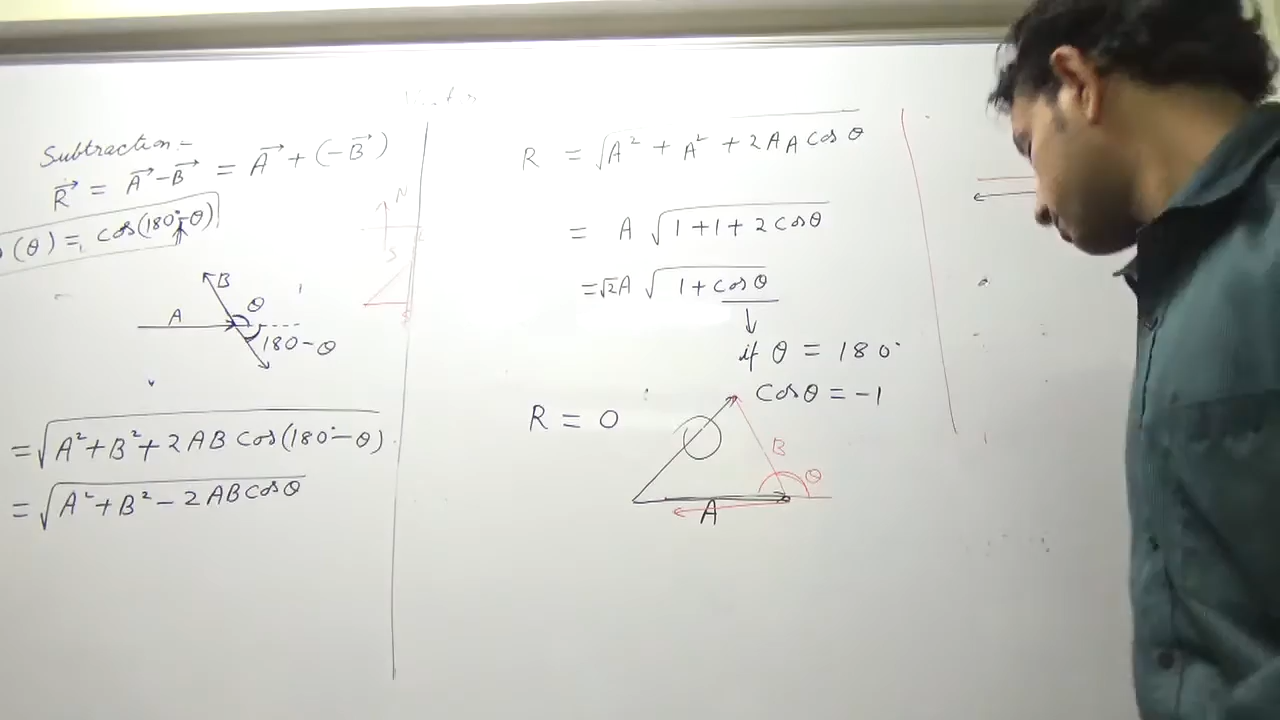 Subtraction :-
R⃗ = A⃗ - B⃗ = A⃗ + (-B⃗)
(θ) = cos(180° - θ)
N
S
B
θ
A
180 - θ
= √(A² + B² + 2AB cos(180° - θ))
= √(A² + B² - 2AB cos θ)
R = √(A² + A² + 2AA cos θ)
= A √(1 + 1 + 2 cos θ)
= √2A √(1 + cos θ)
if θ = 180°
cos θ = -1
R = 0
B
θ
A